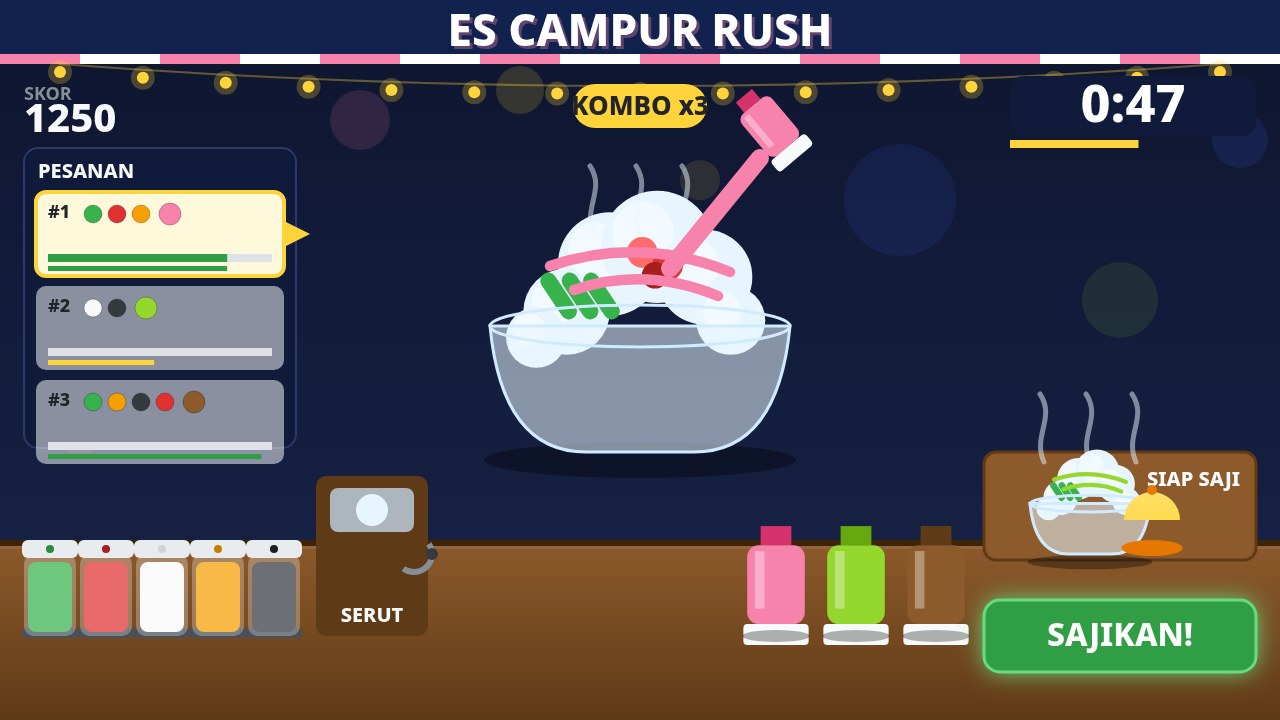 ES CAMPUR RUSH
SKOR
1250
KOMBO x3
0:47
PESANAN
#1
#2
#3
SIAP SAJI
SERUT
SAJIKAN!